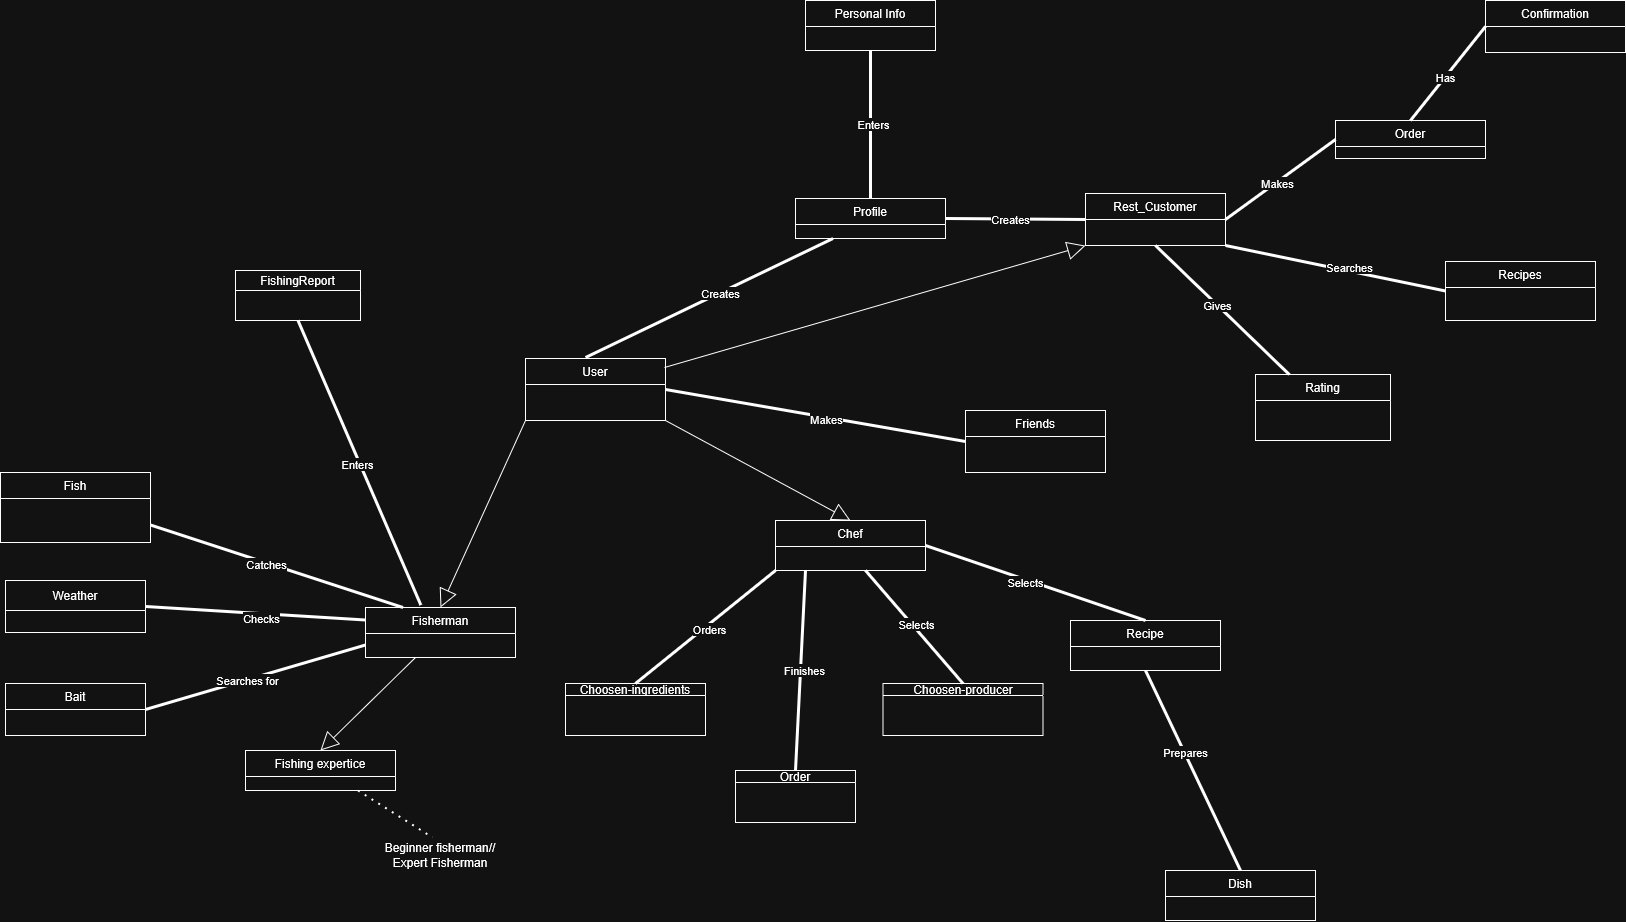 Personal Info
Confirmation
Has
Enters
Order
Makes
Profile
Creates
Rest_Customer
Searches
Recipes
FishingReport
Creates
Gives
User
Rating
Makes
Friends
Enters
Fish
Chef
Catches
Selects
Weather
Checks
Fisherman
Orders
Selects
Recipe
Searches for
Finishes
Bait
Choosen-ingredients
Choosen-producer
Prepares
Fishing expertice
Order
Beginner fisherman//
Expert Fisherman
Dish